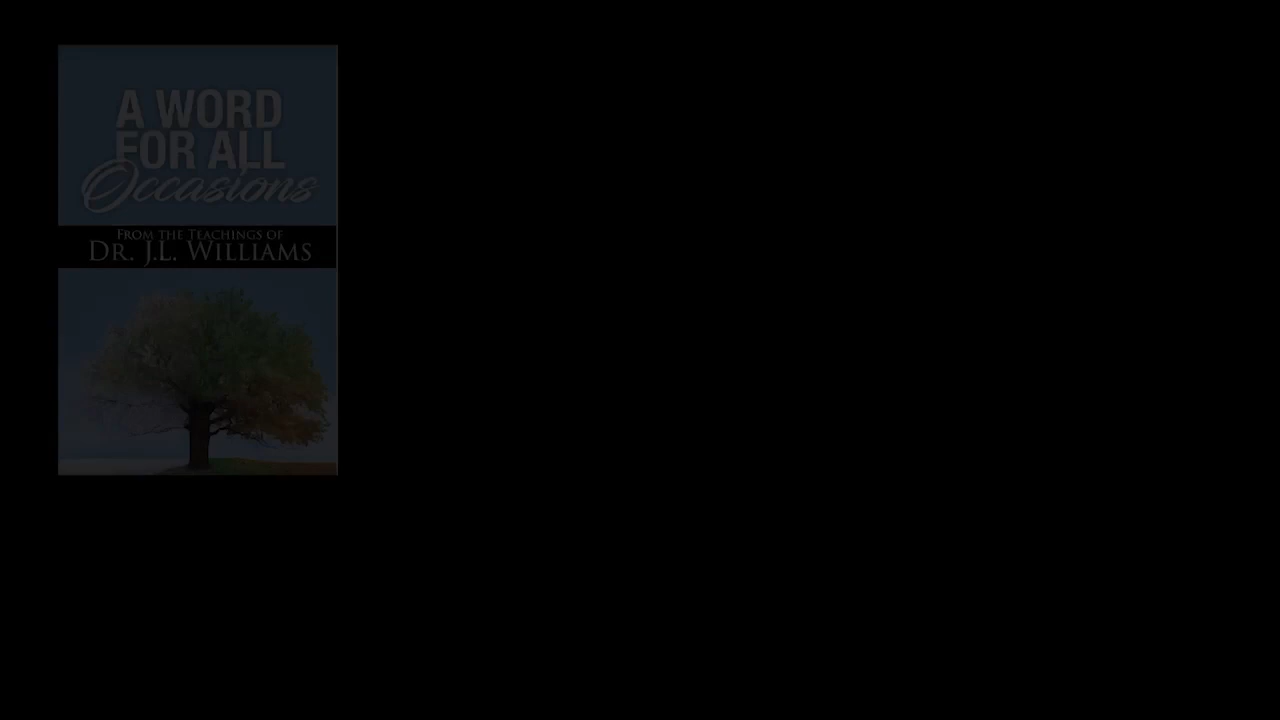 A WORD
FOR ALL
Occasions
FROM THE TEACHINGS OF
DR. J.L. WILLIAMS